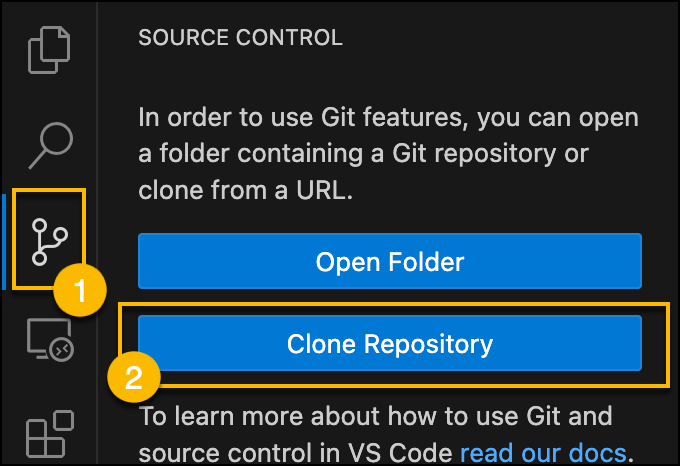 SOURCE CONTROL
In order to use Git features, you can open
a folder containing a Git repository or
clone from a URL.
1
Open Folder
Clone Repository
2
To learn more about how to use Git and
source control in VS Code read our docs.